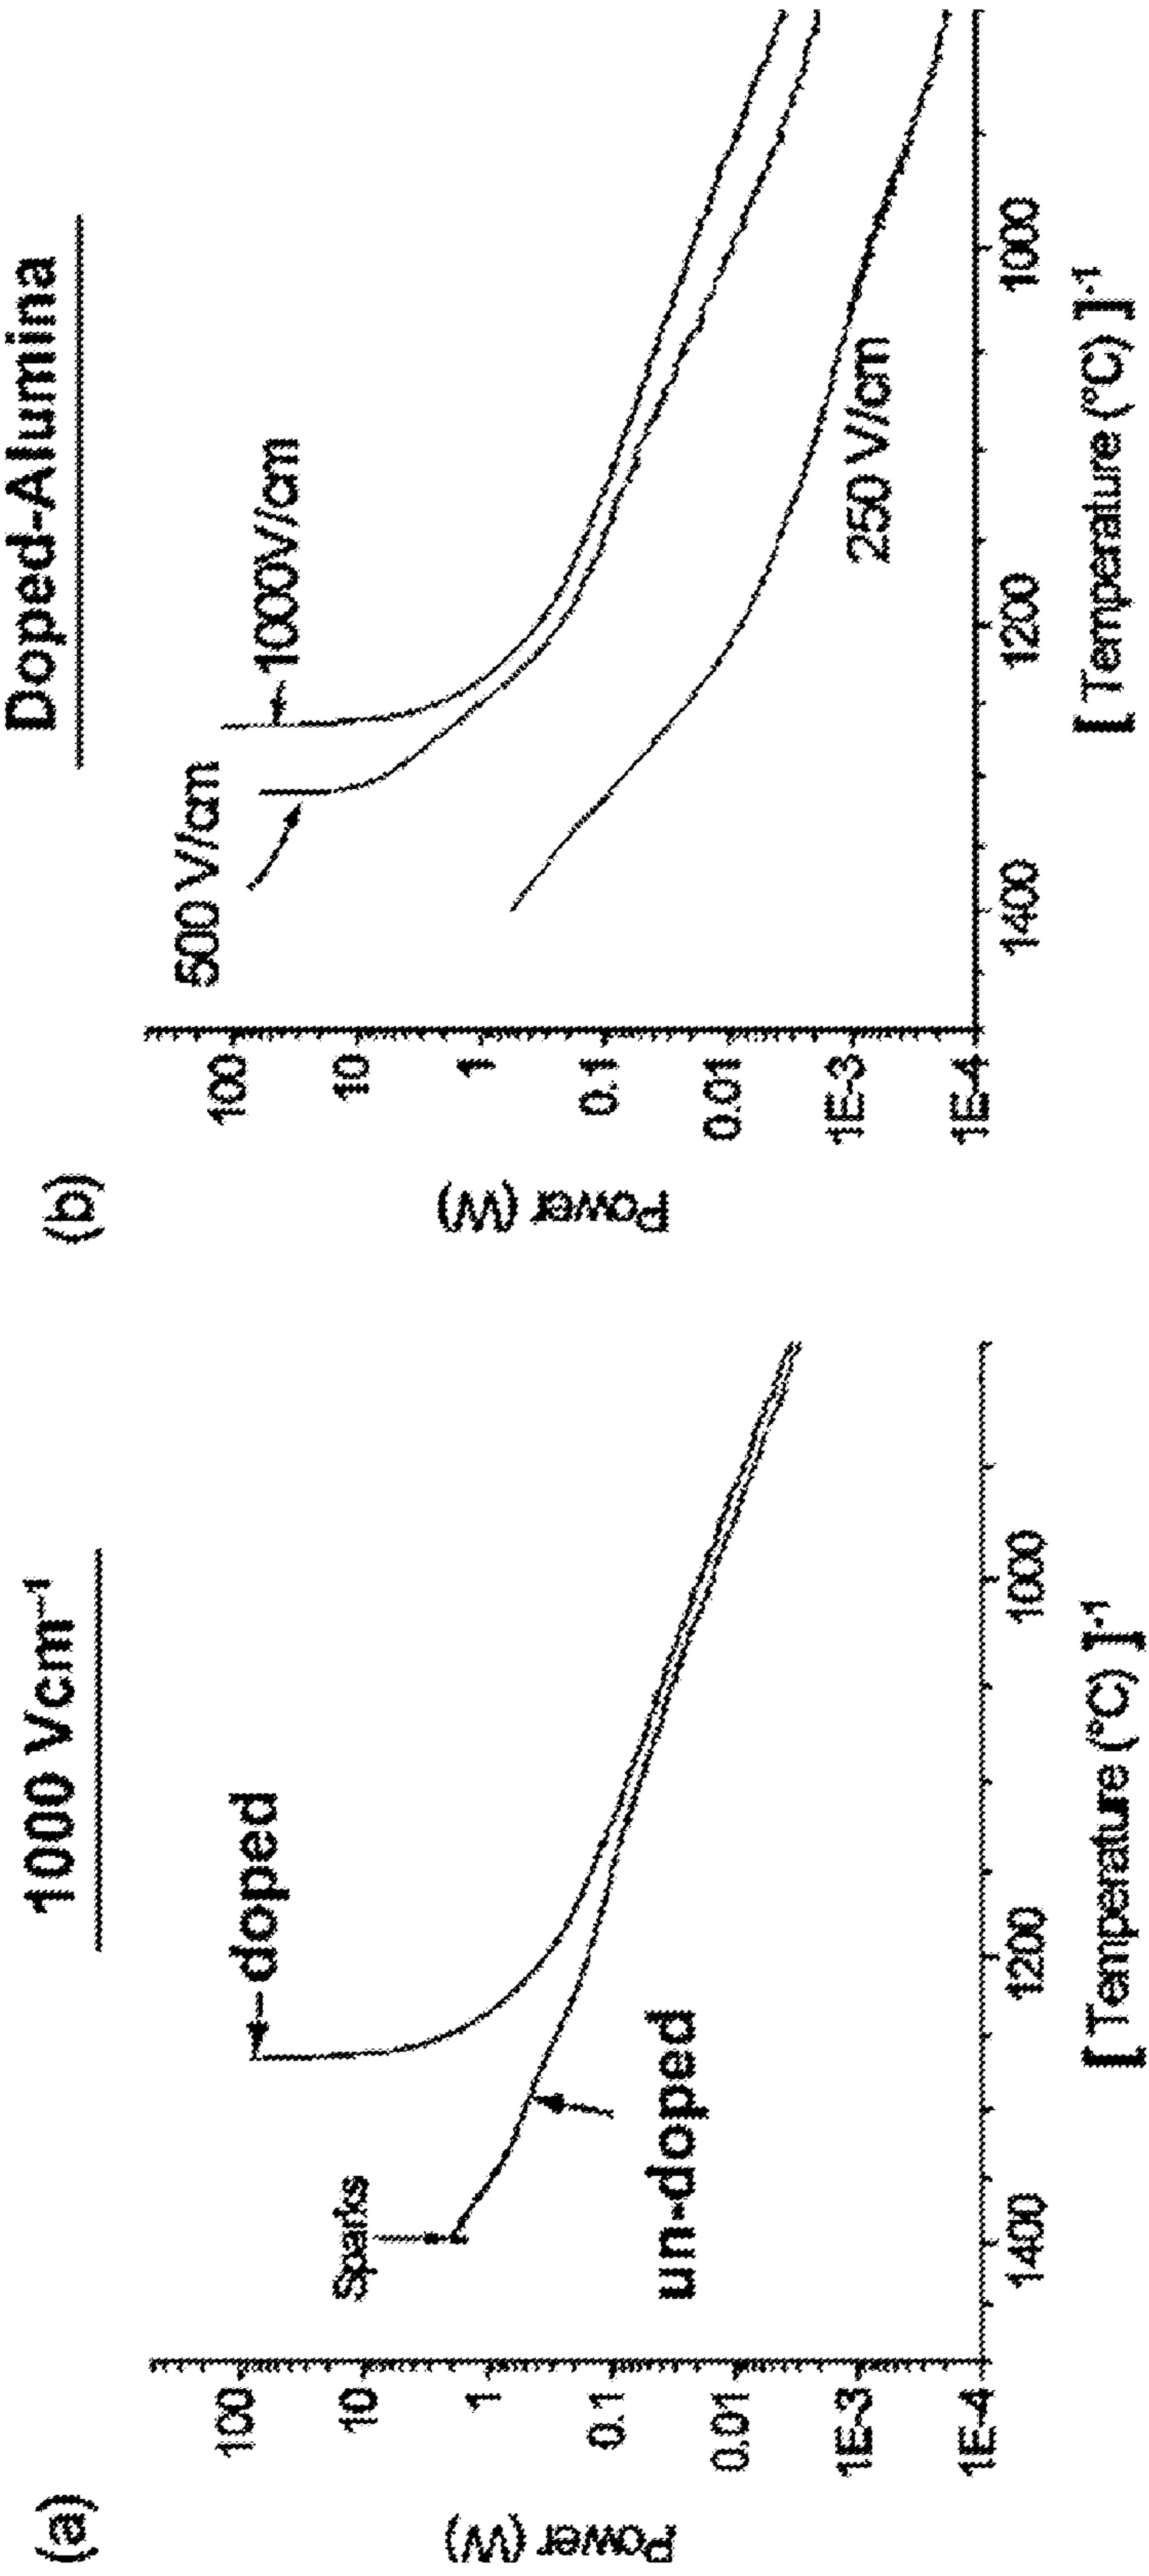 (a)
1000 Vcm⁻¹
Power (W)
100
10
1
0.1
0.01
1E-3
1E-4
Sparks
doped
un-doped
1400
1200
1000
[ Temperature (°C) ]⁻¹
(b)
Doped-Alumina
Power (W)
100
10
1
0.1
0.01
1E-3
1E-4
500 V/cm
1000V/cm
250 V/cm
1400
1200
1000
[ Temperature (°C) ]⁻¹